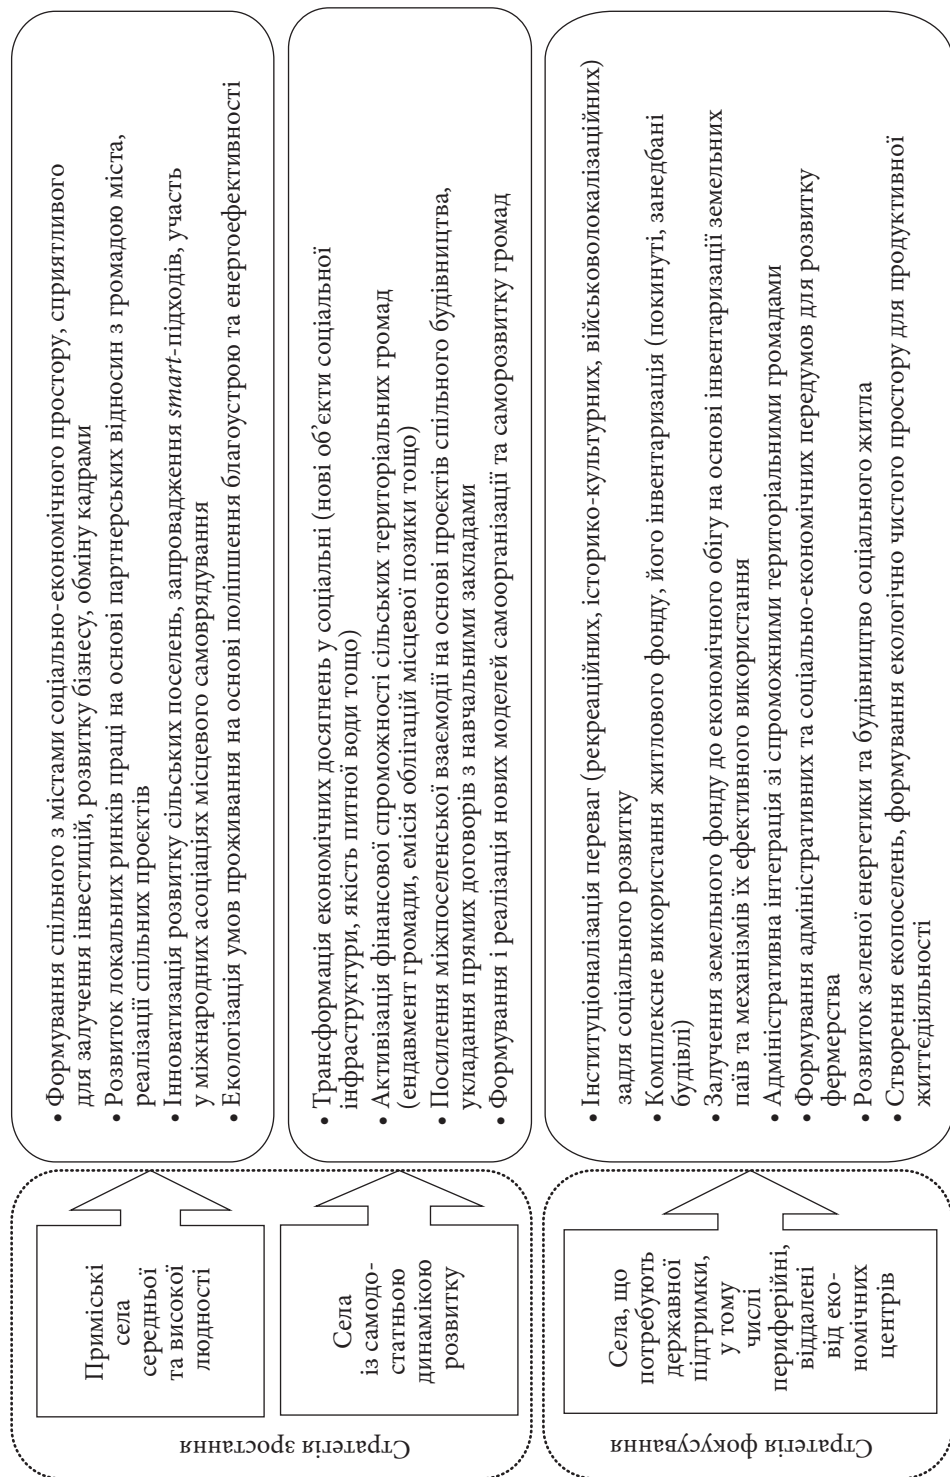 Стратегія зростання
Приміські
села
середньої
та високої
людності
• Формування спільного з містами соціально-економічного простору, сприятливого
для залучення інвестицій, розвитку бізнесу, обміну кадрами
• Розвиток локальних ринків праці на основі партнерських відносин з громадою міста,
реалізації спільних проєктів
• Інноватизація розвитку сільських поселень, запровадження smart-підходів, участь
у міжнародних асоціаціях місцевого самоврядування
• Екологізація умов проживання на основі поліпшення благоустрою та енергоефективності
Села
із самодо-
статньою
динамікою
розвитку
• Трансформація економічних досягнень у соціальні (нові об’єкти соціальної
інфраструктури, якість питної води тощо)
• Активізація фінансової спроможності сільських територіальних громад
(ендавмент громади, емісія облігацій місцевої позики тощо)
• Посилення міжпоселенської взаємодії на основі проєктів спільного будівництва,
укладання прямих договорів з навчальними закладами
• Формування і реалізація нових моделей самоорганізації та саморозвитку громад
Стратегія фокусування
Села, що
потребують
державної
підтримки,
у тому
числі
периферійні,
віддалені
від еко-
номічних
центрів
• Інституціоналізація переваг (рекреаційних, історико-культурних, військоволокалізаційних)
задля соціального розвитку
• Комплексне використання житлового фонду, його інвентаризація (покинуті, занедбані
будівлі)
• Залучення земельного фонду до економічного обігу на основі інвентаризації земельних
паїв та механізмів їх ефективного використання
• Адміністративна інтеграція зі спроможними територіальними громадами
• Формування адміністративних та соціально-економічних передумов для розвитку
фермерства
• Розвиток зеленої енергетики та будівництво соціального житла
• Створення екопоселень, формування екологічно чистого простору для продуктивної
життєдіяльності